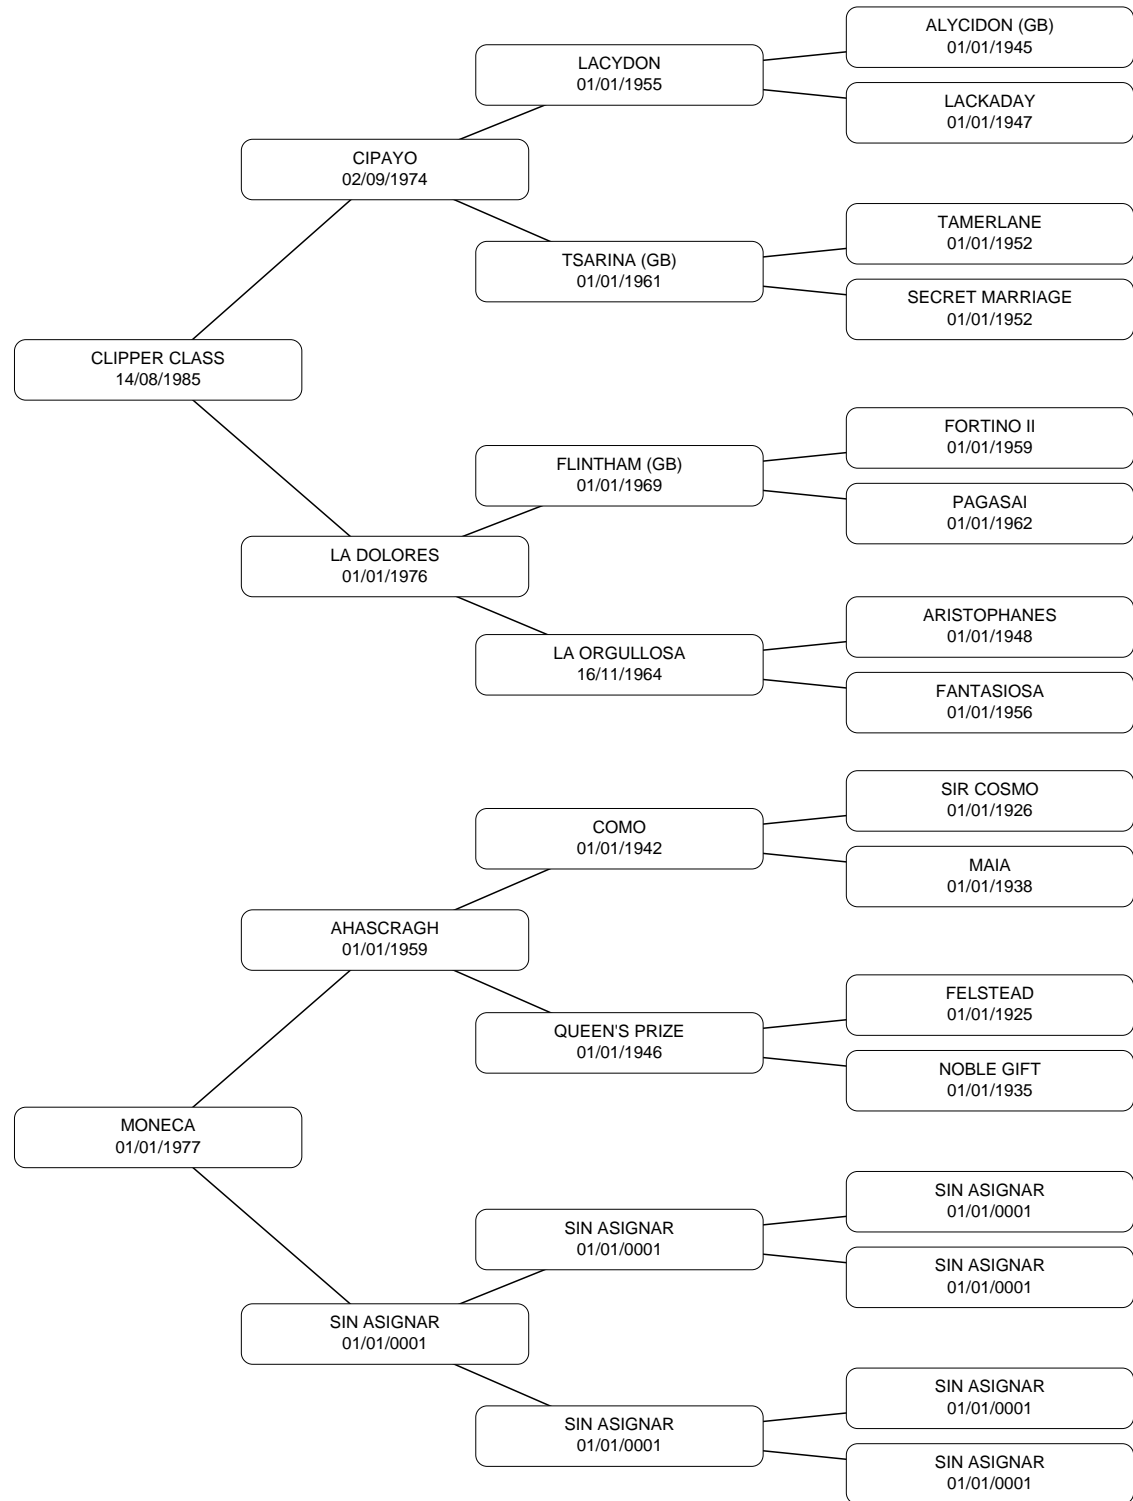 ALYCIDON (GB)
01/01/1945
LACYDON
01/01/1955
LACKADAY
01/01/1947
CIPAYO
02/09/1974
TAMERLANE
01/01/1952
TSARINA (GB)
01/01/1961
SECRET MARRIAGE
01/01/1952
CLIPPER CLASS
14/08/1985
FORTINO II
01/01/1959
FLINTHAM (GB)
01/01/1969
PAGASAI
01/01/1962
LA DOLORES
01/01/1976
ARISTOPHANES
01/01/1948
LA ORGULLOSA
16/11/1964
FANTASIOSA
01/01/1956
SIR COSMO
01/01/1926
COMO
01/01/1942
MAIA
01/01/1938
AHASCRAGH
01/01/1959
FELSTEAD
01/01/1925
QUEEN'S PRIZE
01/01/1946
NOBLE GIFT
01/01/1935
MONECA
01/01/1977
SIN ASIGNAR
01/01/0001
SIN ASIGNAR
01/01/0001
SIN ASIGNAR
01/01/0001
SIN ASIGNAR
01/01/0001
SIN ASIGNAR
01/01/0001
SIN ASIGNAR
01/01/0001
SIN ASIGNAR
01/01/0001